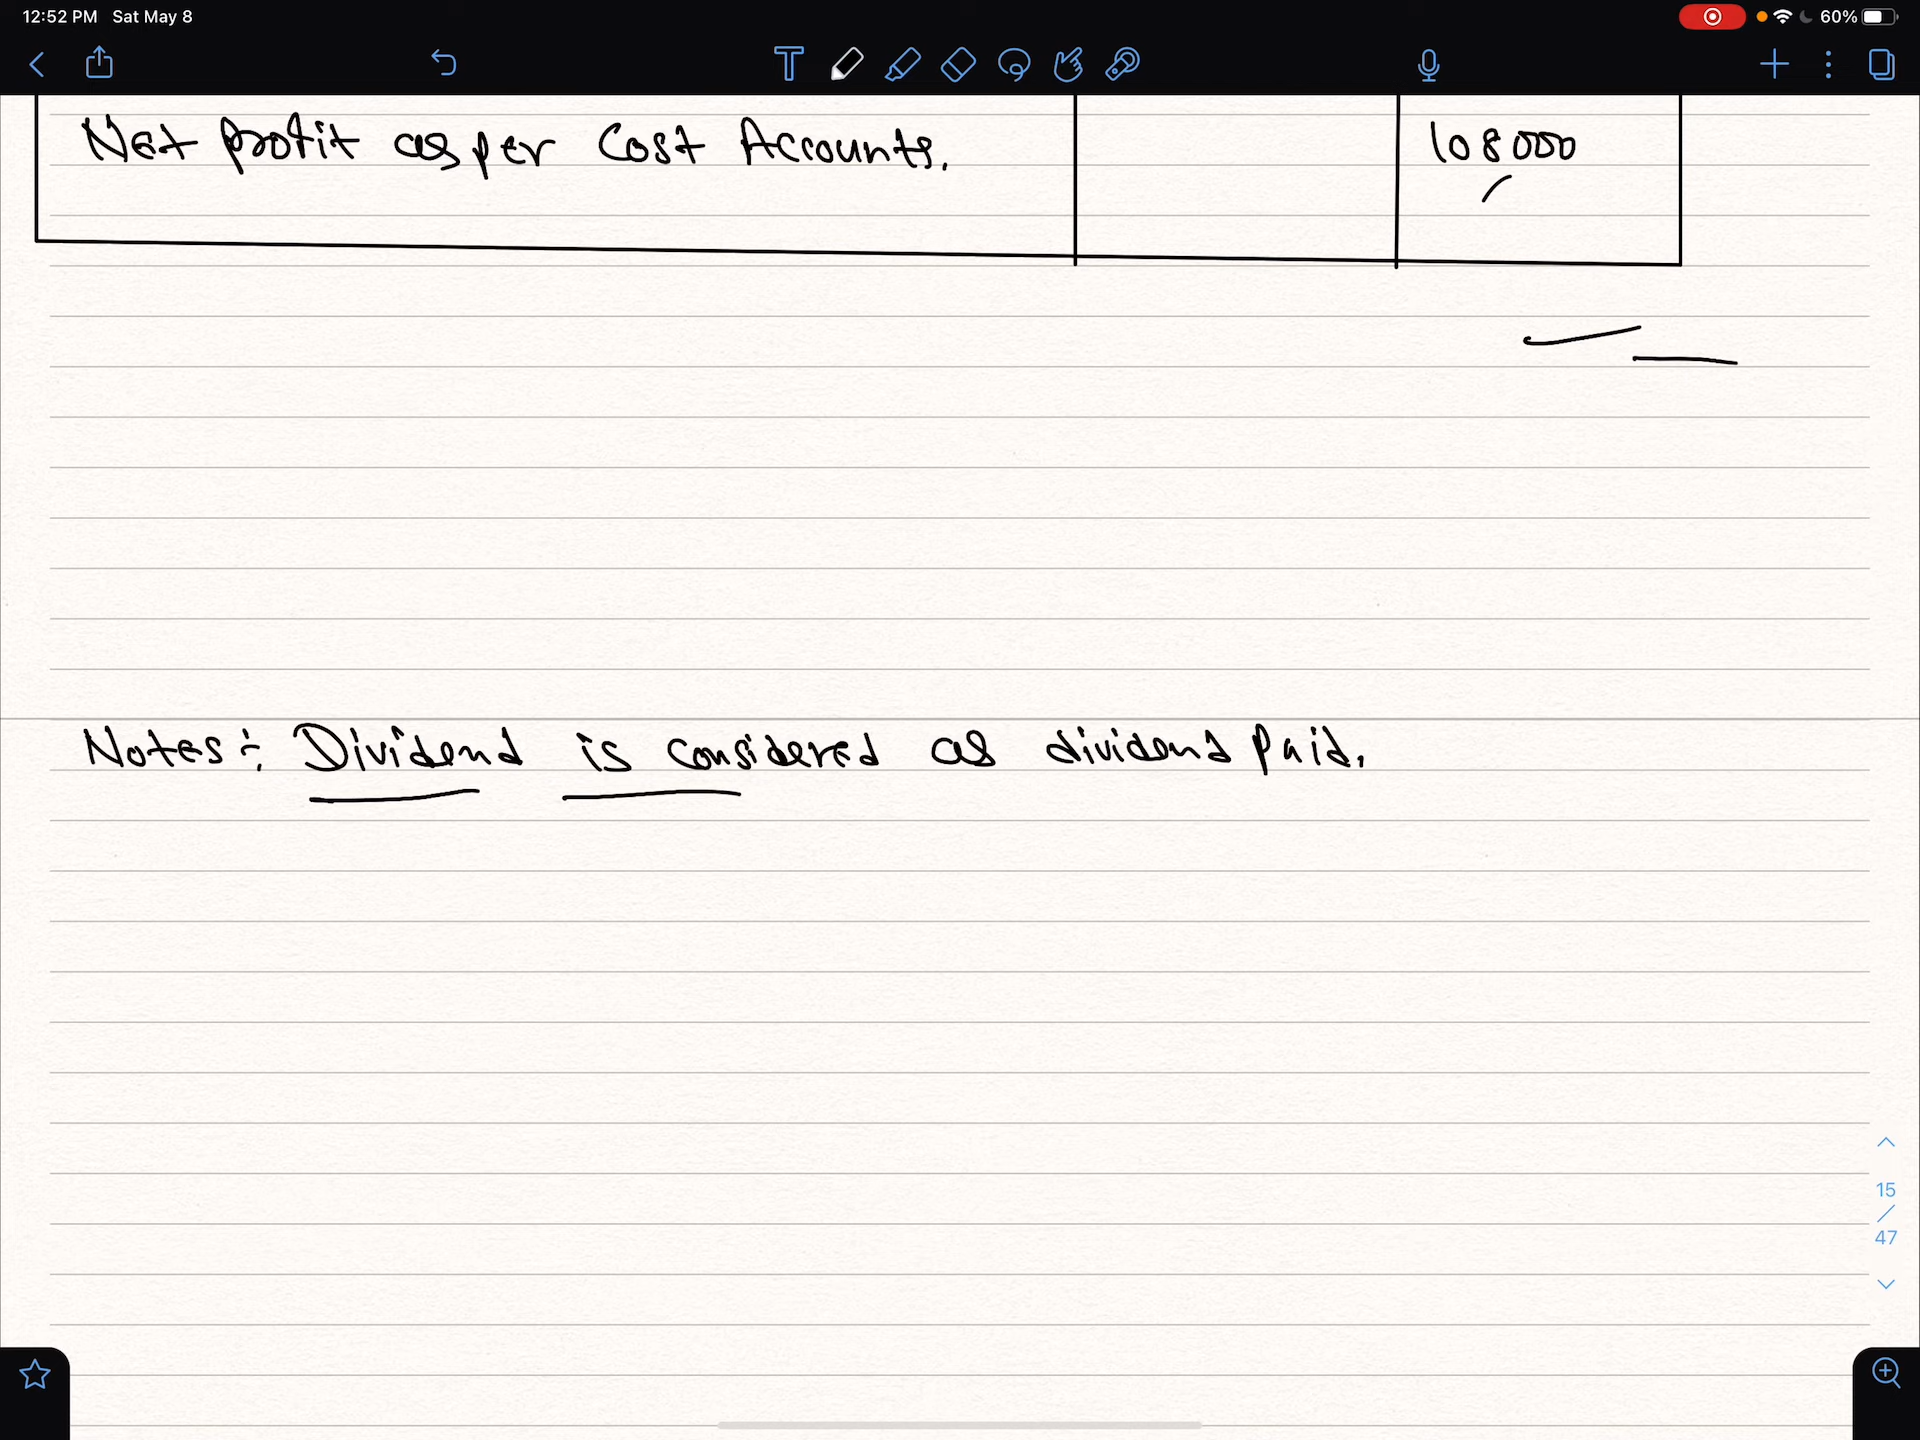 12:52 PM Sat May 8
60%
T
Net profit as per Cost Accounts.
108000
Notes:- Dividend is considered as dividend paid.
15
/
47